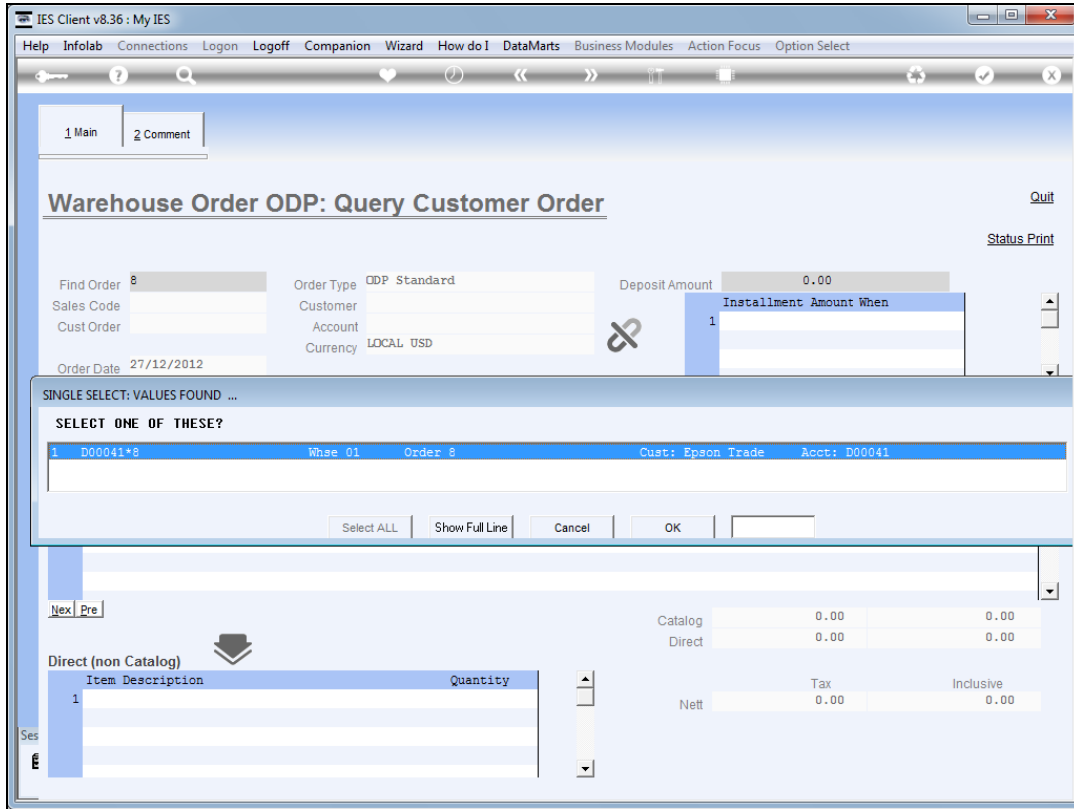 IES Client v8.36 : My IES
Help Infolab Connections Logon Logoff Companion Wizard How do I DataMarts Business Modules Action Focus Option Select
1 Main
2 Comment
Warehouse Order ODP: Query Customer Order
Quit
Status Print
Find Order 8 Order Type ODP Standard Deposit Amount 0.00
Sales Code Customer Installment Amount When
Cust Order Account 1
Currency LOCAL USD
Order Date 27/12/2012
SINGLE SELECT: VALUES FOUND ...
SELECT ONE OF THESE?
1 D00041*8 Whse 01 Order 8 Cust: Epson Trade Acct: D00041
Select ALL Show Full Line Cancel OK
Nex Pre
Catalog 0.00 0.00
Direct 0.00 0.00
Direct (non Catalog)
Item Description Quantity
1
Tax Inclusive
Nett 0.00 0.00
Ses